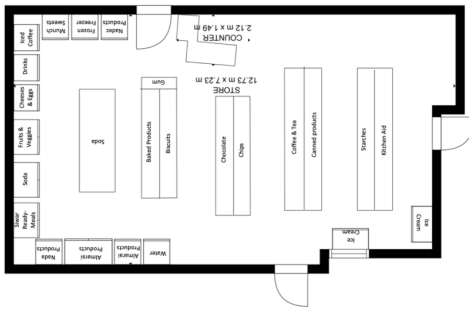 Iced
Coffee
Munch
Sweets
Frozen
Freezer
Nadec
Products
COUNTER
2.12 m x 1.49 m
Drinks
Cheeses
& Eggs
Gum
STORE
12.73 m x 7.23 m
Fruits &
Veggies
Soda
Baked Products
Biscuits
Chocolate
Chips
Coffee & Tea
Canned products
Starches
Kitchen Aid
Soda
Siwar
Ready-
Meals
Nada
Products
Almarai
Products
Almarai
Products
Water
Ice
Cream
Ice
Cream